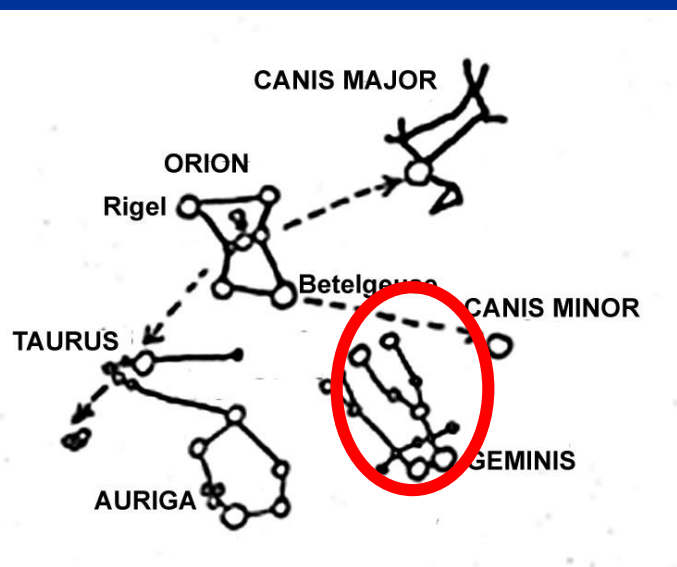 CANIS MAJOR
ORION
Rigel
Betelgeuse
CANIS MINOR
TAURUS
GEMINIS
AURIGA